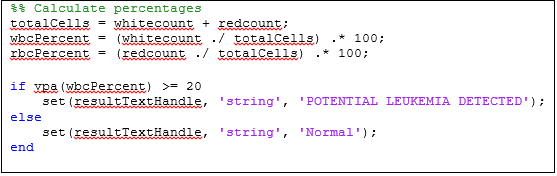 %% Calculate percentages
totalCells = whitecount + redcount;
wbcPercent = (whitecount ./ totalCells) .* 100;
rbcPercent = (redcount ./ totalCells) .* 100;
if vpa(wbcPercent) >= 20
set(resultTextHandle, 'string', 'POTENTIAL LEUKEMIA DETECTED');
else
set(resultTextHandle, 'string', 'Normal');
end